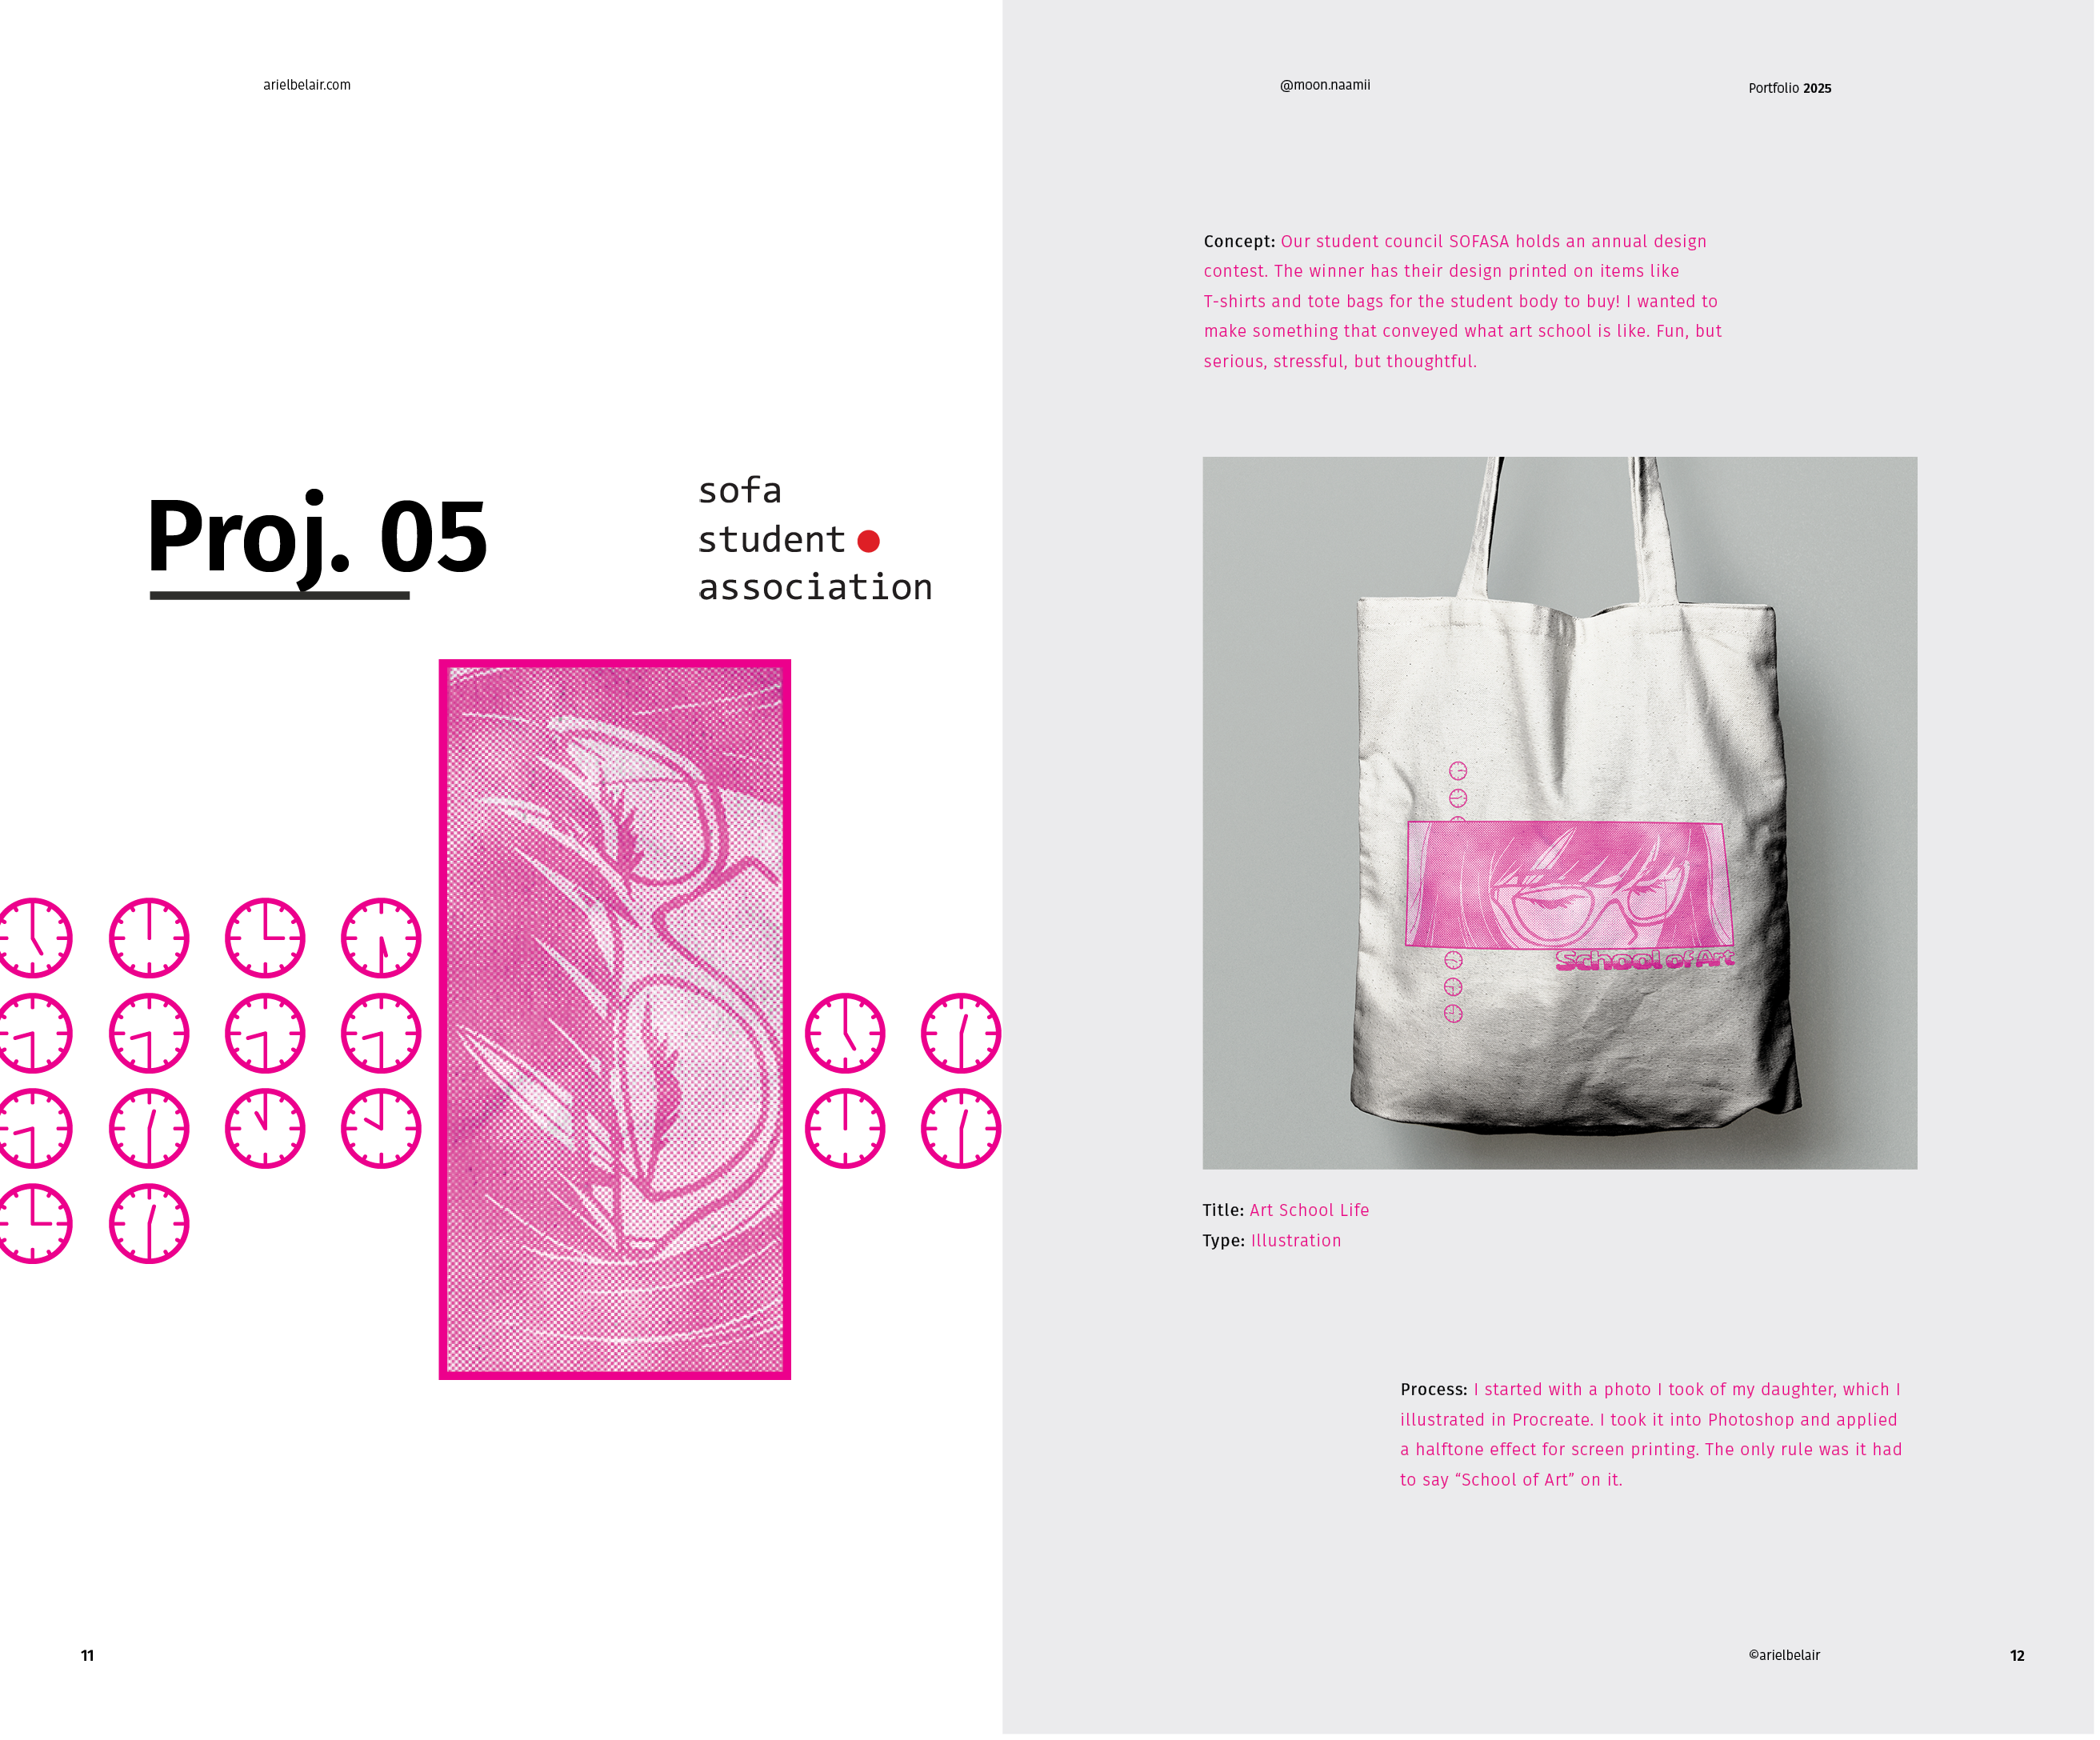 arielbelair.com
Proj. 05
sofa
student
association
11
@moon.naamii
Portfolio 2025
Concept: Our student council SOFASA holds an annual design
contest. The winner has their design printed on items like
T-shirts and tote bags for the student body to buy! I wanted to
make something that conveyed what art school is like. Fun, but
serious, stressful, but thoughtful.
School of Art
Title: Art School Life
Type: Illustration
Process: I started with a photo I took of my daughter, which I
illustrated in Procreate. I took it into Photoshop and applied
a halftone effect for screen printing. The only rule was it had
to say “School of Art” on it.
©arielbelair
12